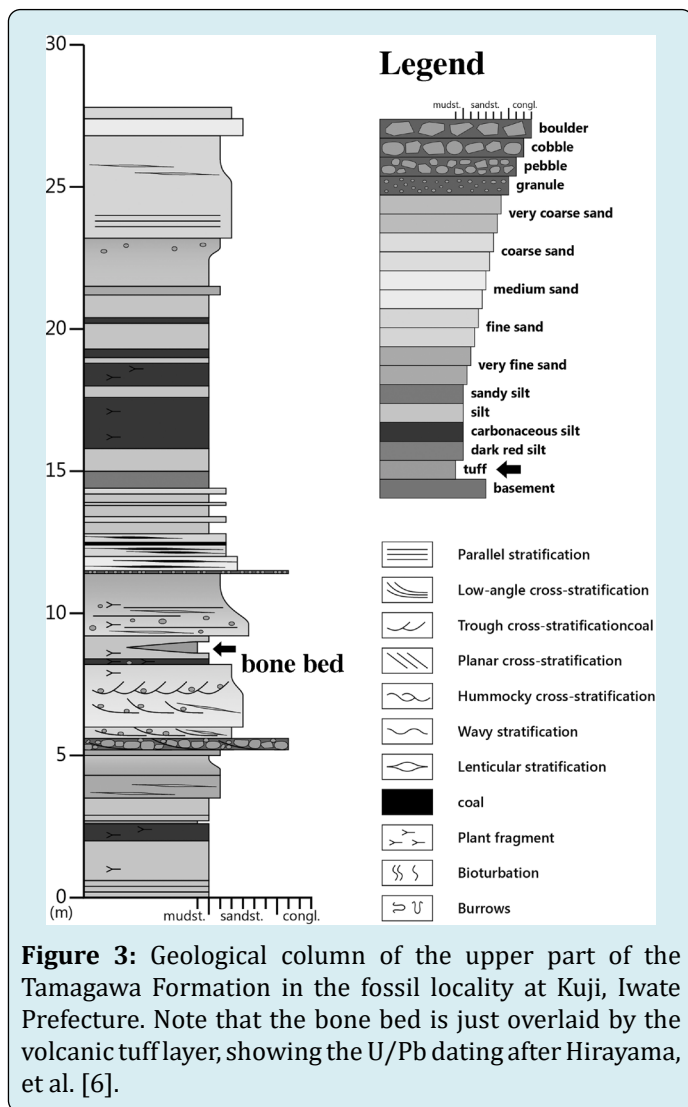 30
25
20
15
10
5
0
(m)
mudst. sandst. congl.
bone bed
Legend
mudst. sandst. congl.
boulder
cobble
pebble
granule
very coarse sand
coarse sand
medium sand
fine sand
very fine sand
sandy silt
silt
carbonaceous silt
dark red silt
tuff
basement
Parallel stratification
Low-angle cross-stratification
Trough cross-stratificationcoal
Planar cross-stratification
Hummocky cross-stratification
Wavy stratification
Lenticular stratification
coal
Plant fragment
Bioturbation
Burrows
Figure 3: Geological column of the upper part of the
Tamagawa Formation in the fossil locality at Kuji, Iwate
Prefecture. Note that the bone bed is just overlaid by the
volcanic tuff layer, showing the U/Pb dating after Hirayama,
et al. [6].